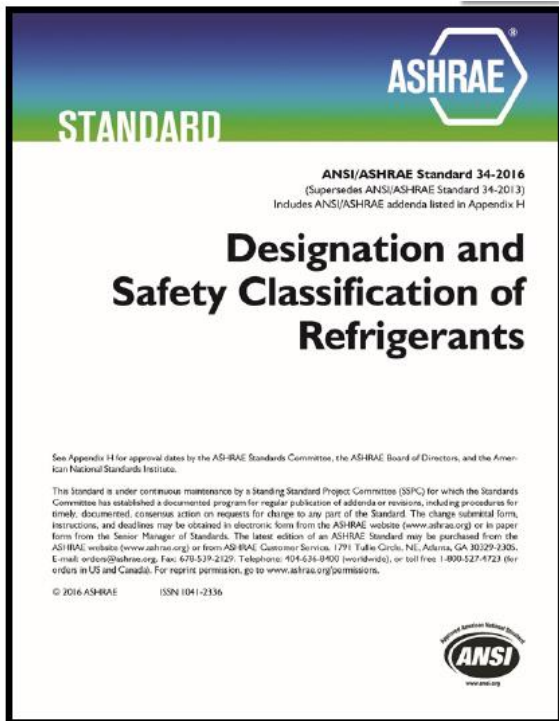 ASHRAE®
STANDARD
ANSI/ASHRAE Standard 34-2016
(Supersedes ANSI/ASHRAE Standard 34-2013)
Includes ANSI/ASHRAE addenda listed in Appendix H
Designation and
Safety Classification of
Refrigerants
See Appendix H for approval dates by the ASHRAE Standards Committee, the ASHRAE Board of Directors, and the Amer-
ican National Standards Institute.
This Standard is under continuous maintenance by a Standing Standard Project Committee (SSPC) for which the Standards
Committee has established a documented program for regular publication of addenda or revisions, including procedures for
timely, documented, consensus action on requests for change to any part of the Standard. The change submittal form,
instructions, and deadlines may be obtained in electronic form from the ASHRAE website (www.ashrae.org) or in paper
form from the Senior Manager of Standards. The latest edition of an ASHRAE Standard may be purchased from the
ASHRAE website (www.ashrae.org) or from ASHRAE Customer Service, 1791 Tullie Circle, NE, Atlanta, GA 30329-2305.
E-mail: orders@ashrae.org. Fax: 678-539-2129. Telephone: 404-636-8400 (worldwide), or toll free 1-800-527-4723 (for
orders in US and Canada). For reprint permission, go to www.ashrae.org/permissions.
© 2016 ASHRAE ISSN 1041-2336
Approved American National Standard
ANSI
www.ansi.org